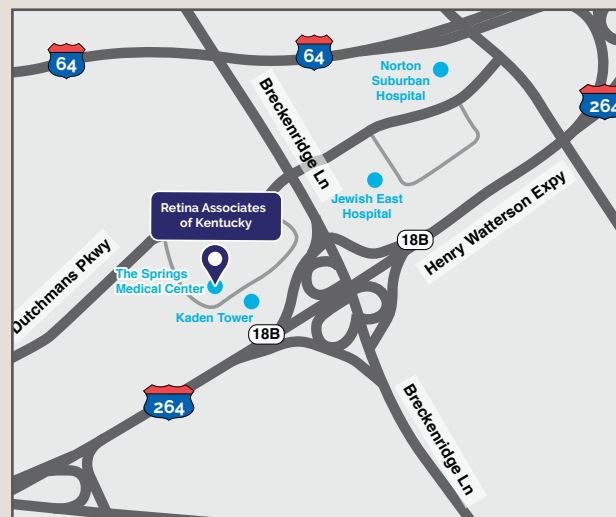 64
64
Norton
Suburban
Hospital
264
Breckenridge Ln
Jewish East
Hospital
Henry Watterson Expy
18B
Retina Associates
of Kentucky
The Springs
Medical Center
Kaden Tower
Dutchmans Pkwy
18B
264
Breckenridge Ln